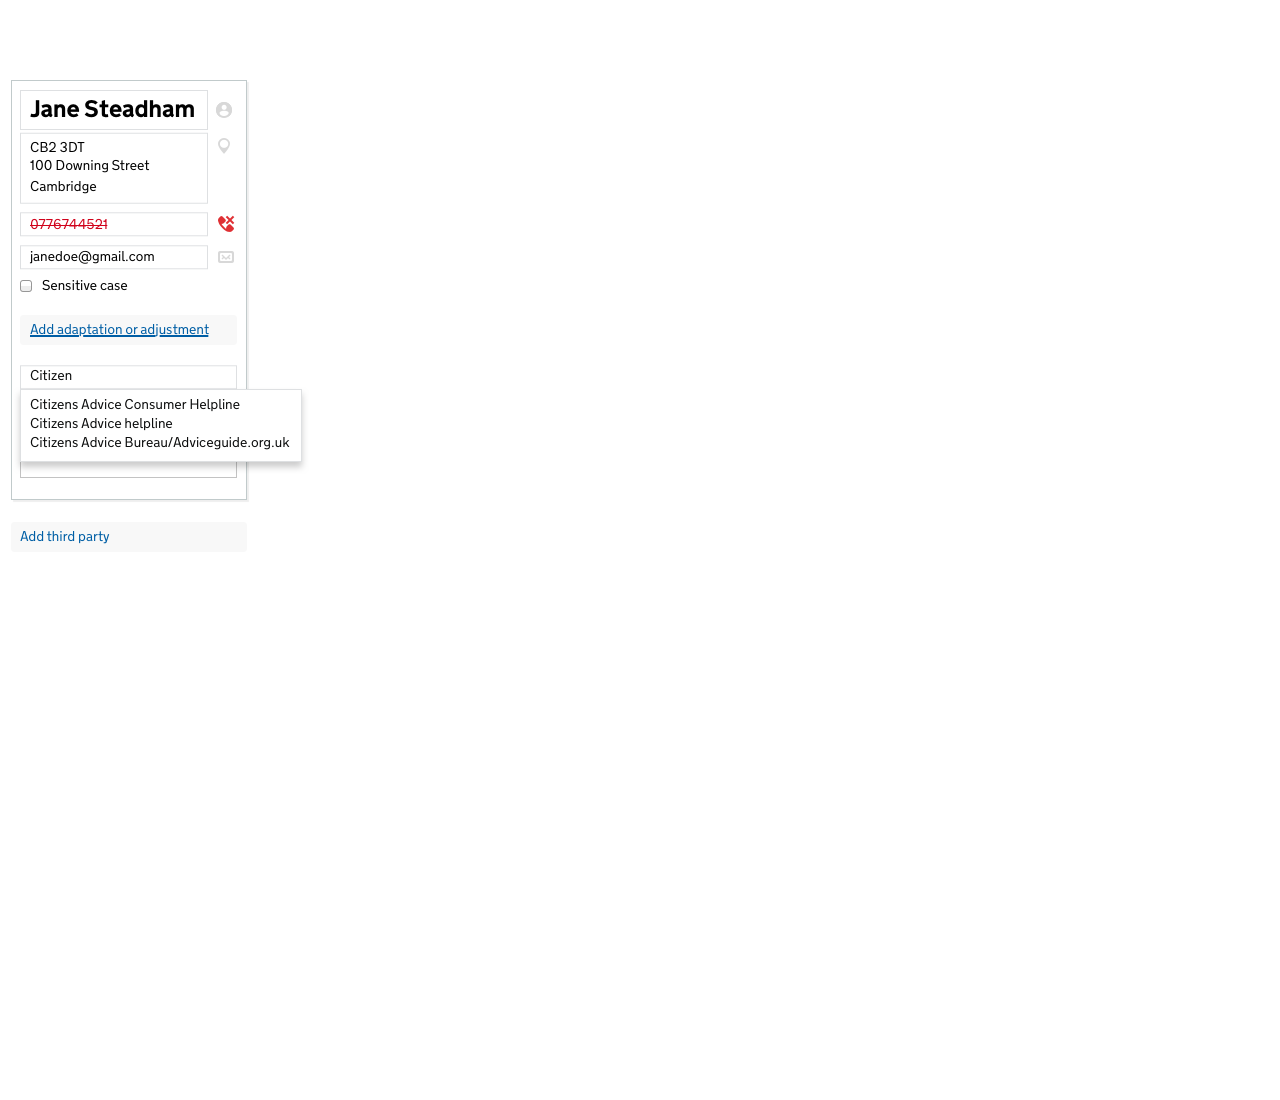 Jane Steadham
CB2 3DT
100 Downing Street
Cambridge
0776744521
janedoe@gmail.com
Sensitive case
Add adaptation or adjustment
Citizen
Citizens Advice Consumer Helpline
Citizens Advice helpline
Citizens Advice Bureau/Adviceguide.org.uk
Add third party